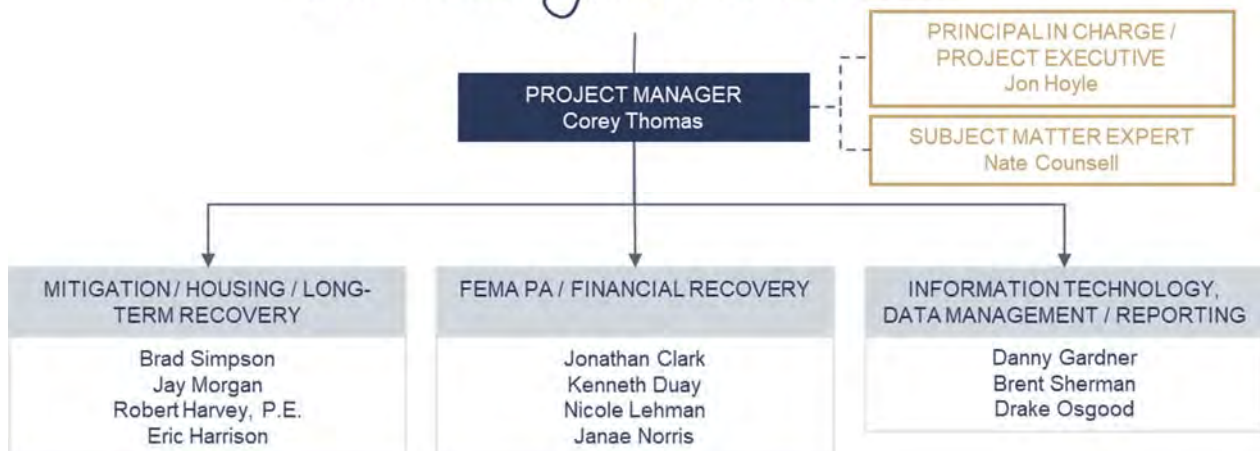 PRINCIPAL IN CHARGE /
PROJECT EXECUTIVE
Jon Hoyle
PROJECT MANAGER
Corey Thomas
SUBJECT MATTER EXPERT
Nate Counsell
MITIGATION / HOUSING / LONG-
TERM RECOVERY
Brad Simpson
Jay Morgan
Robert Harvey, P.E.
Eric Harrison
FEMA PA / FINANCIAL RECOVERY
Jonathan Clark
Kenneth Duay
Nicole Lehman
Janae Norris
INFORMATION TECHNOLOGY,
DATA MANAGEMENT / REPORTING
Danny Gardner
Brent Sherman
Drake Osgood